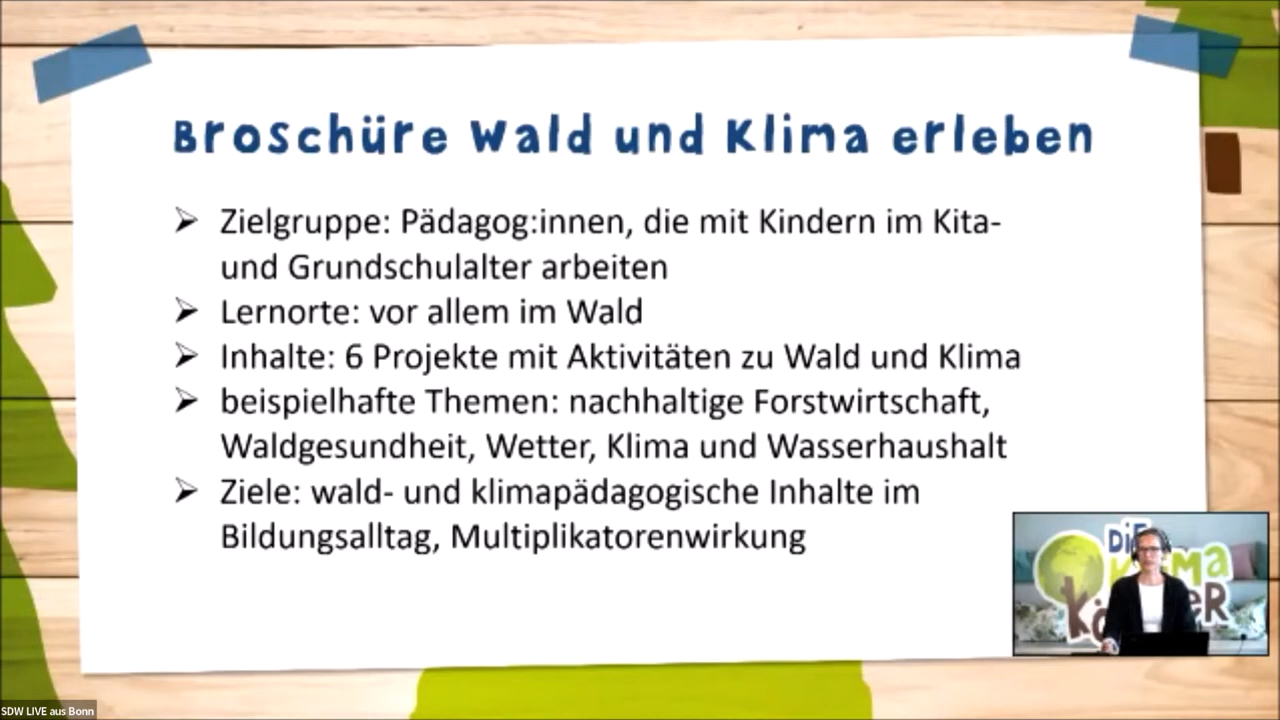 Broschüre Wald und Klima erleben
Zielgruppe: Pädagog:innen, die mit Kindern im Kita-
und Grundschulalter arbeiten
Lernorte: vor allem im Wald
Inhalte: 6 Projekte mit Aktivitäten zu Wald und Klima
beispielhafte Themen: nachhaltige Forstwirtschaft,
Waldgesundheit, Wetter, Klima und Wasserhaushalt
Ziele: wald- und klimapädagogische Inhalte im
Bildungsalltag, Multiplikatorenwirkung
Die
SDW LIVE aus Bonn